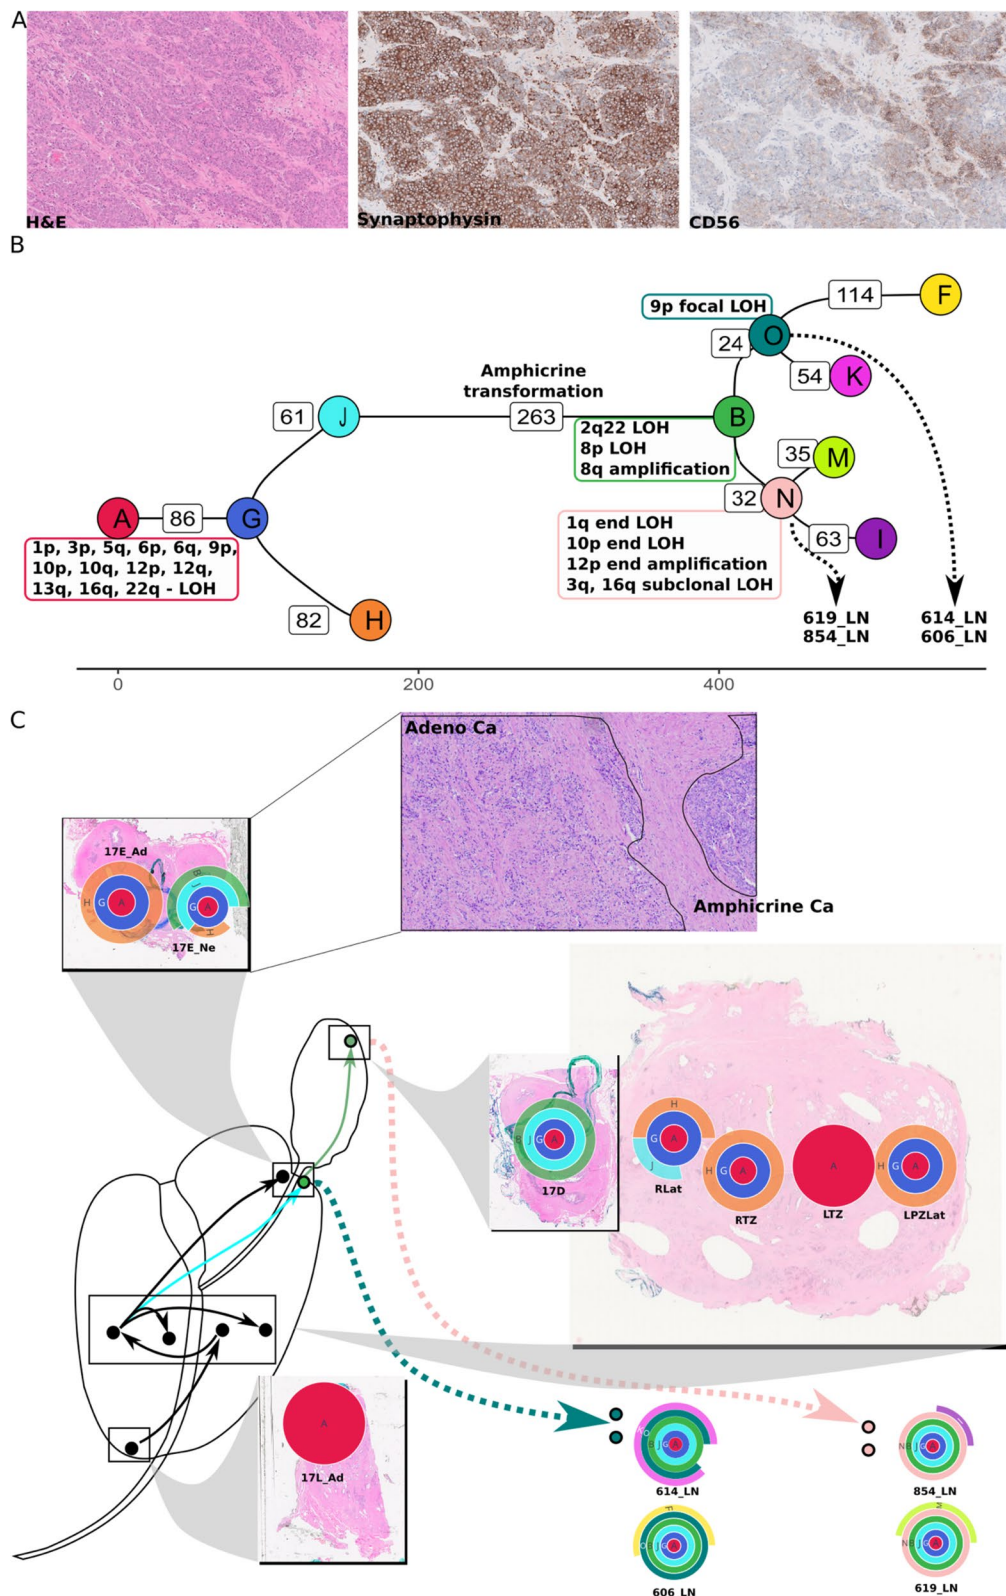 A
H&E
Synaptophysin
CD56
B
9p focal LOH
114
F
O
24
54
K
Amphicrine
transformation
61
J
263
B
2q22 LOH
8p LOH
8q amplification
35
M
32
N
A
86
G
63
I
1p, 3p, 5q, 6p, 6q, 9p,
10p, 10q, 12p, 12q,
13q, 16q, 22q - LOH
1q end LOH
10p end LOH
12p end amplification
3q, 16q subclonal LOH
82
H
619_LN
854_LN
614_LN
606_LN
0
200
400
C
Adeno Ca
Amphicrine Ca
17E_Ad
H G A
B
J
G A
H
17E_Ne
B J G A
17D
H
G A
J
RLat
H G A
RTZ
A
LTZ
H G A
LPZLat
A
17L_Ad
K O B J G A
614_LN
N B J G A
854_LN
F
O B J G A
606_LN
M
N B J G A
619_LN